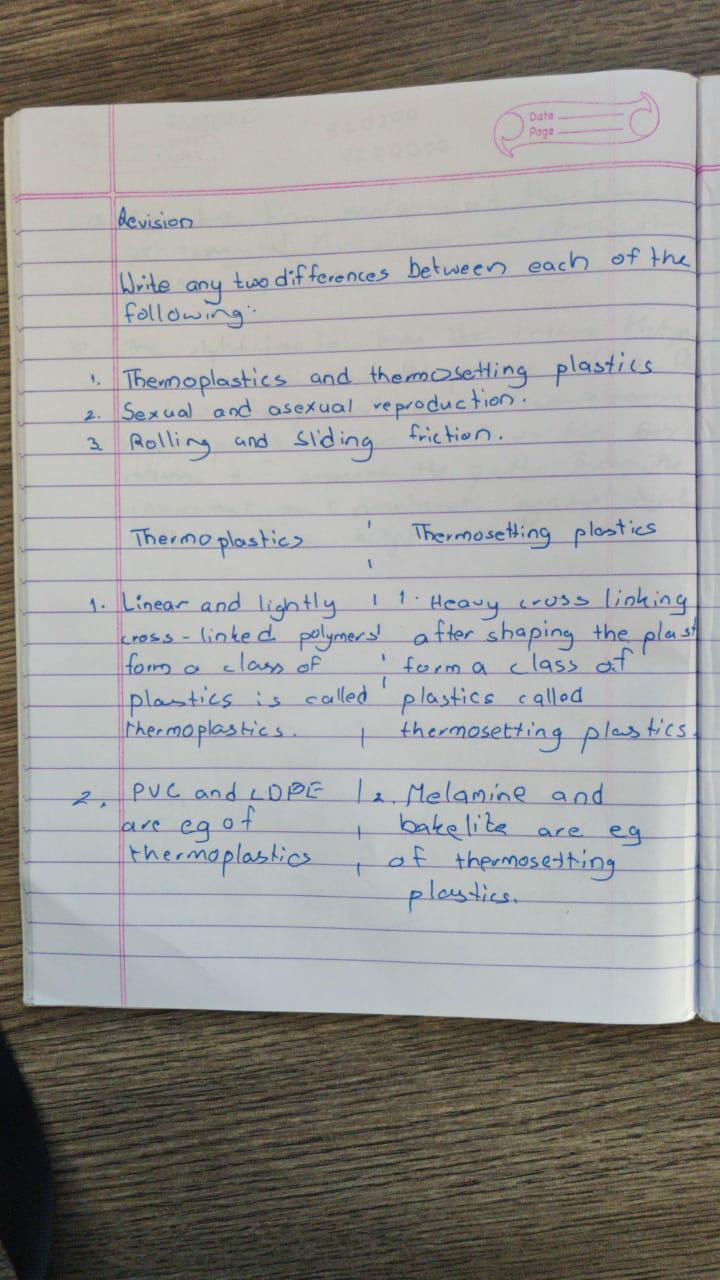 Date
Page
Revision
Write any two differences between each of the
following:
1. Thermoplastics and thermosetting plastics
2. Sexual and asexual reproduction.
3 Rolling and sliding friction.
Thermoplastics Thermosetting plastics
1. Linear and lightly 1. Heavy cross linking
cross-linked polymers after shaping the plast
form a class of form a class of
plastics is called plastics called
thermoplastics. thermosetting plastics.
2. PVC and LDPE 2. Melamine and
are eg of bakelite are eg
thermoplastics of thermosetting
plastics.